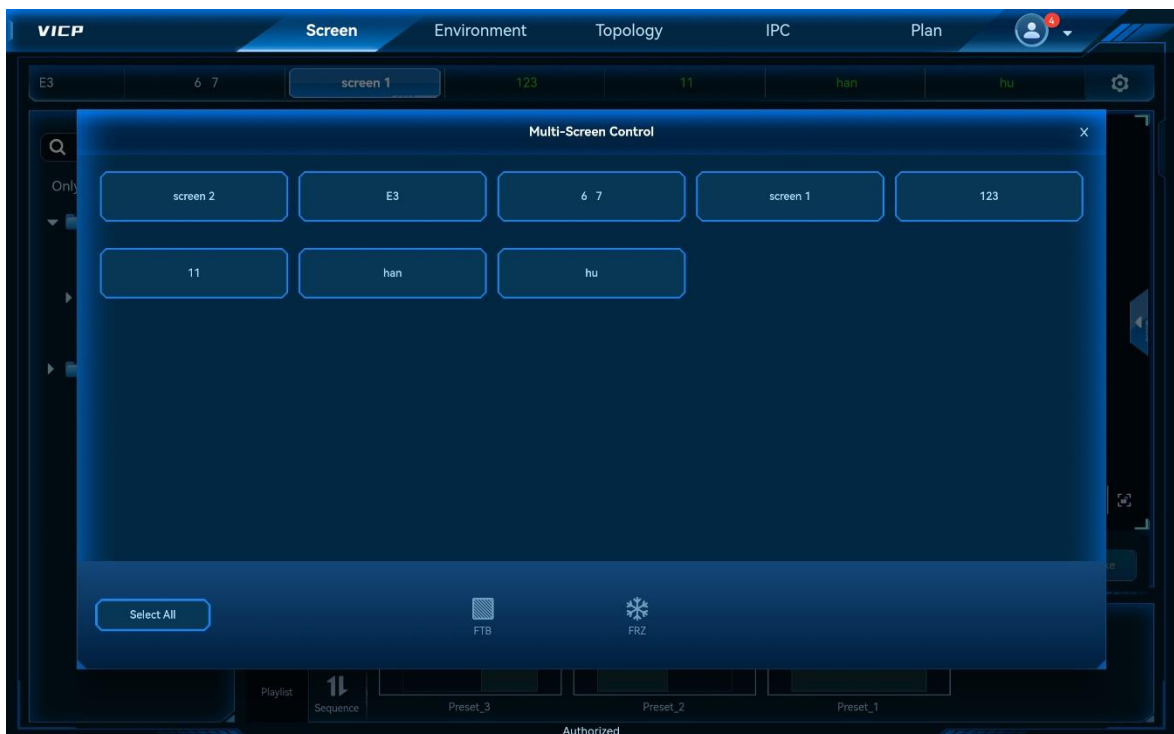 VICP Screen Environment Topology IPC Plan 4
E3 6 7 screen 1 123 11 han hu
Multi-Screen Control X
Only
screen 2 E3 6 7 screen 1 123
11 han hu
Select All FTB FRZ
Playlist Sequence Preset_3 Preset_2 Preset_1
Authorized